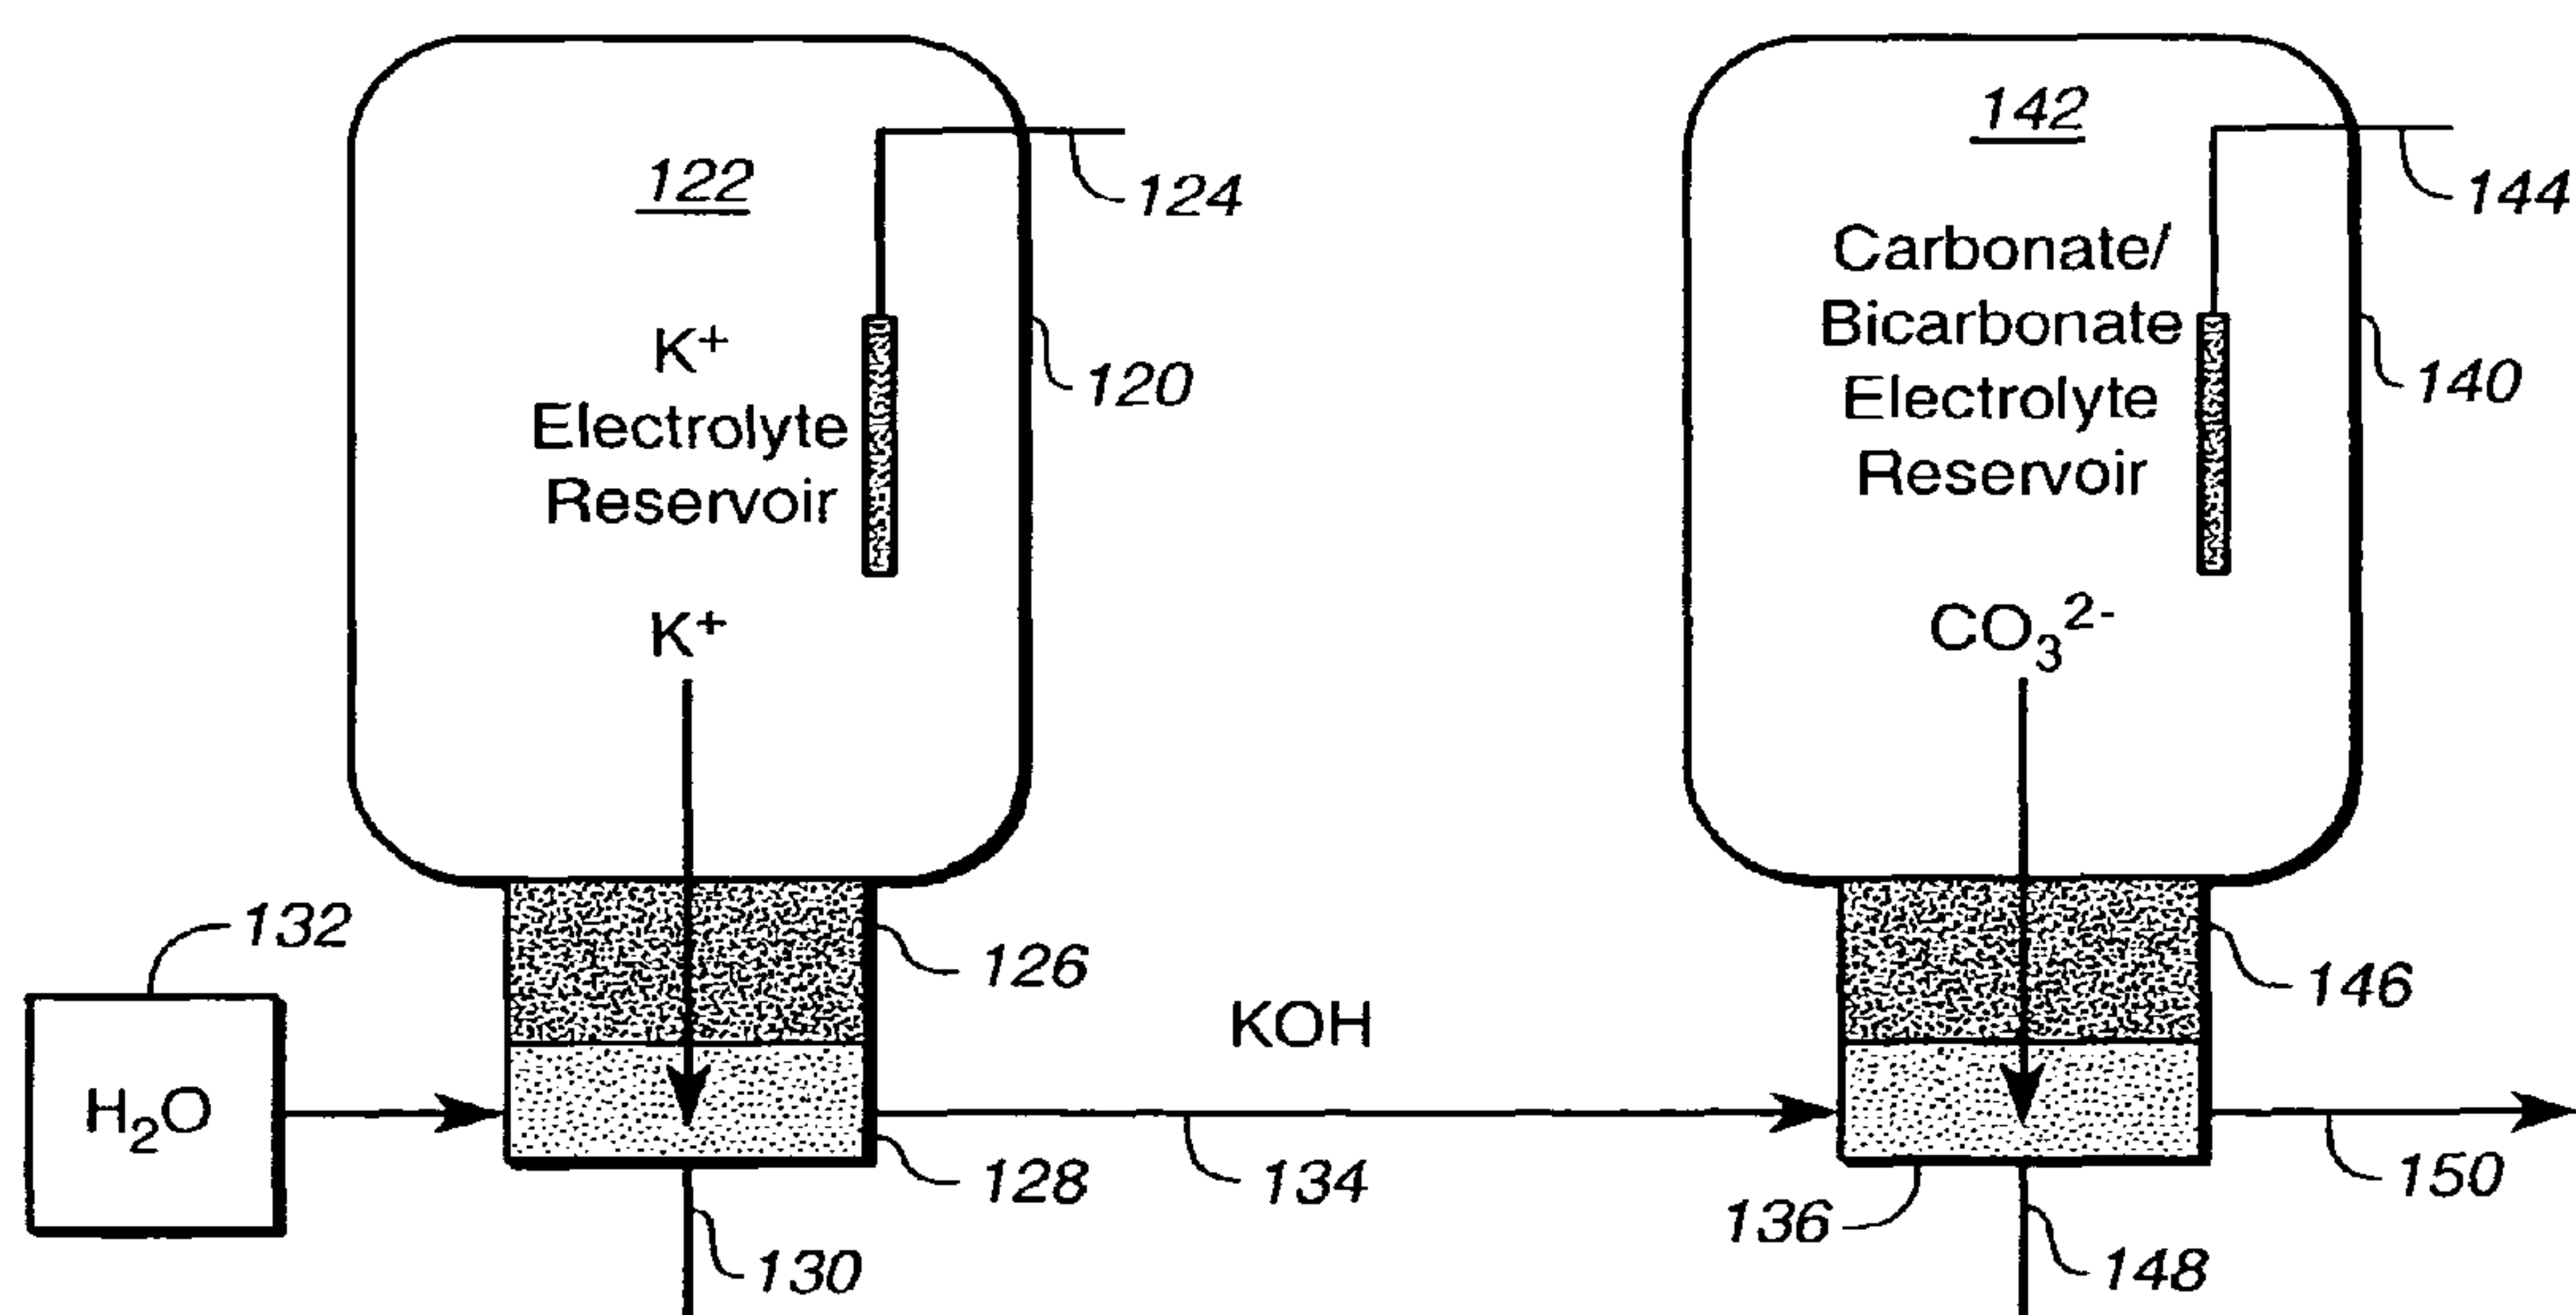 122
124
K⁺
Electrolyte
Reservoir
120
K⁺
142
144
Carbonate/
Bicarbonate
Electrolyte
Reservoir
140
CO₃²⁻
132
H₂O
126
128
130
KOH
134
146
136
148
150